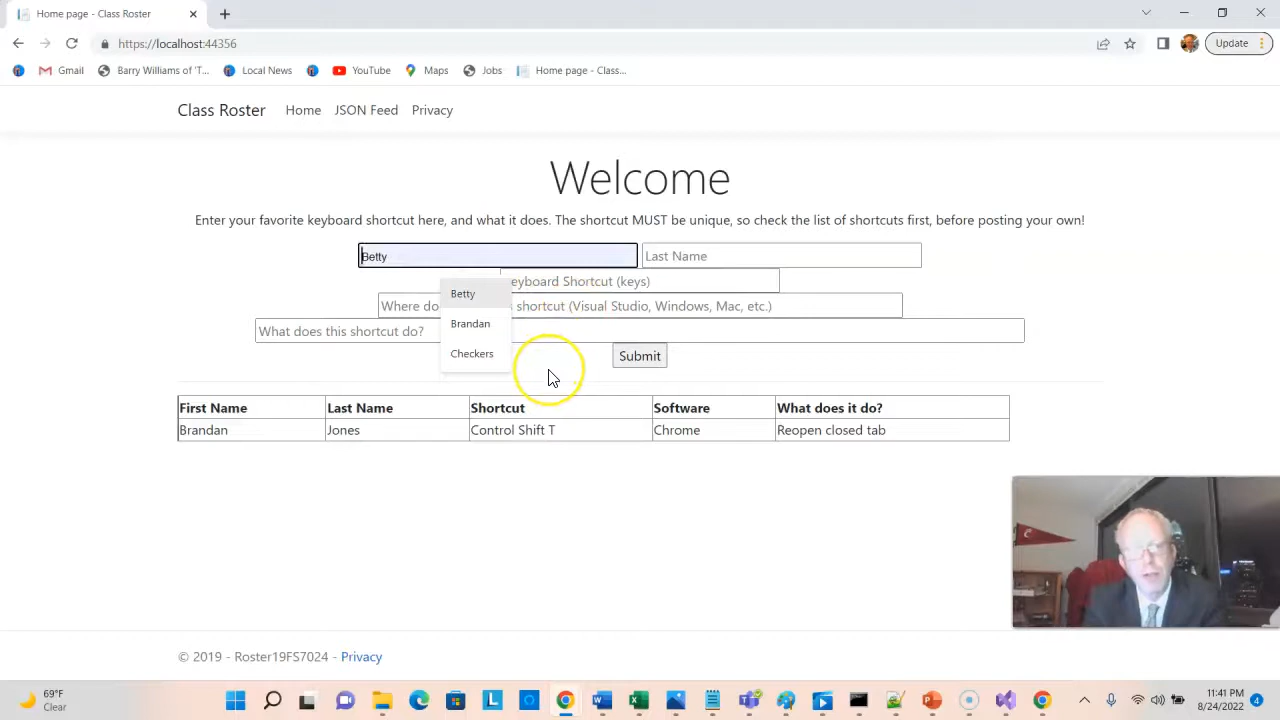 Home page - Class Roster
https://localhost:44356
Update
Gmail
Barry Williams of 'T...
Local News
YouTube
Maps
Jobs
Home page - Class...
Class Roster
Home
JSON Feed
Privacy
Welcome
Enter your favorite keyboard shortcut here, and what it does. The shortcut MUST be unique, so check the list of shortcuts first, before posting your own!
Betty
Last Name
eyboard Shortcut (keys)
Where do
shortcut (Visual Studio, Windows, Mac, etc.)
What does this shortcut do?
Betty
Brandan
Checkers
Submit
First Name Last Name Shortcut Software What does it do?
Brandan Jones Control Shift T Chrome Reopen closed tab
© 2019 - Roster19FS7024 - Privacy
69°F
Clear
11:41 PM
8/24/2022
4